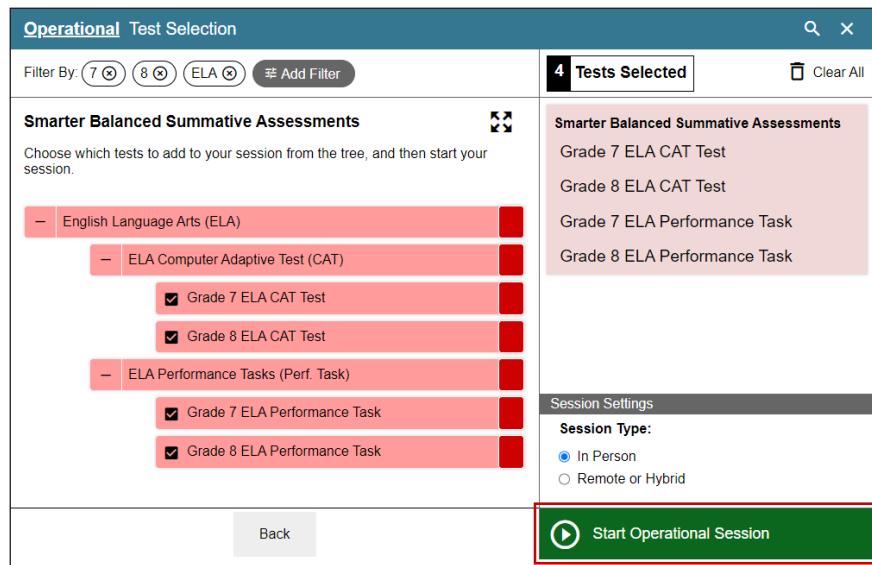 Operational Test Selection
Filter By: 7 8 ELA Add Filter
Smarter Balanced Summative Assessments
Choose which tests to add to your session from the tree, and then start your
session.
English Language Arts (ELA)
ELA Computer Adaptive Test (CAT)
Grade 7 ELA CAT Test
Grade 8 ELA CAT Test
ELA Performance Tasks (Perf. Task)
Grade 7 ELA Performance Task
Grade 8 ELA Performance Task
Back
4 Tests Selected
Clear All
Smarter Balanced Summative Assessments
Grade 7 ELA CAT Test
Grade 8 ELA CAT Test
Grade 7 ELA Performance Task
Grade 8 ELA Performance Task
Session Settings
Session Type:
In Person
Remote or Hybrid
Start Operational Session